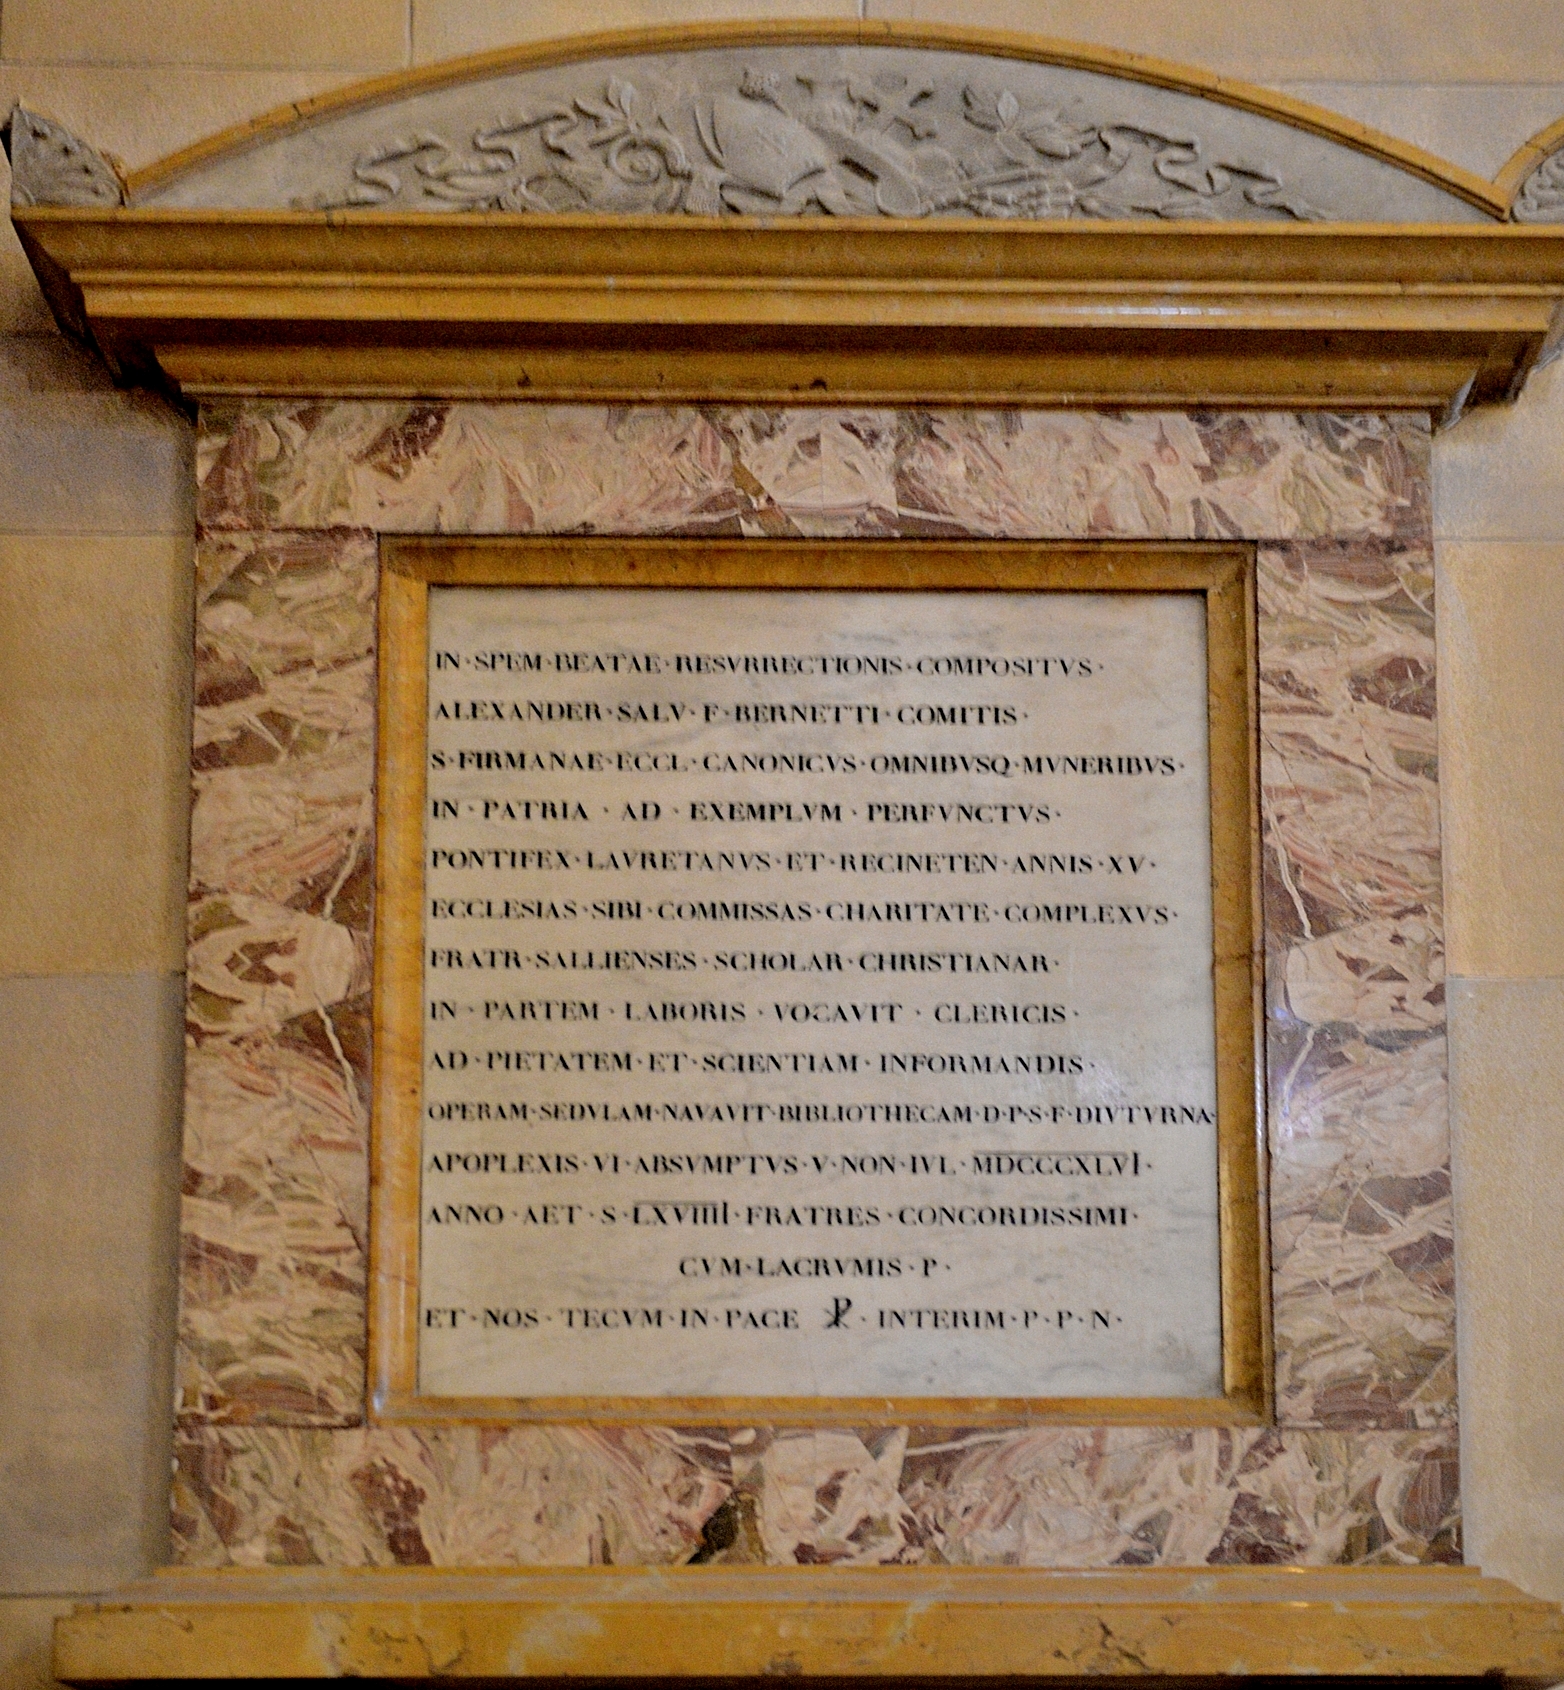 IN · SPEM · BEATAE · RESVRRECTIONIS · COMPOSITVS ·
ALEXANDER · SALV · F · BERNETTI · COMITIS ·
S · FIRMANAE · ECCL · CANONICVS · OMNIBVSQ · MVNERIBVS ·
IN · PATRIA · AD · EXEMPLVM · PERFVNCTVS ·
PONTIFEX · LAVRETANVS · ET · RECINETEN · ANNIS · XV ·
ECCLESIAS · SIBI · COMMISSAS · CHARITATE · COMPLEXVS ·
FRATR · SALLIENSES · SCHOLAR · CHRISTIANAR ·
IN · PARTEM · LABORIS · VOCAVIT · CLERICIS ·
AD · PIETATEM · ET · SCIENTIAM · INFORMANDIS ·
OPERAM · SEDVLAM · NAVAVIT · BIBLIOTHECAM · D · P · S · F · DIVTVRNA ·
APOPLEXIS · VI · ABSVMPTVS · V · NON · IVL · MDCCCXLVI ·
ANNO · AET · S · LXVIIII · FRATRES · CONCORDISSIMI ·
CVM · LACRVMIS · P ·
ET · NOS · TECVM · IN · PACE ☧ · INTERIM · P · P · N ·